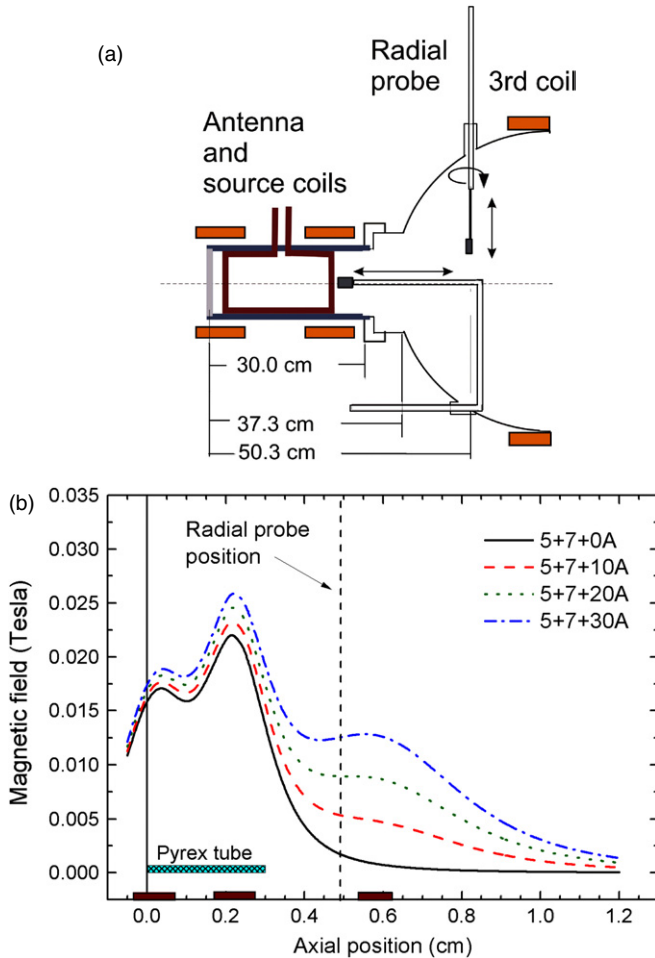 (a)
Radial
probe
3rd coil
Antenna
and
source coils
30.0 cm
37.3 cm
50.3 cm
(b)
0.035
0.030
0.025
0.020
0.015
0.010
0.005
0.000
Magnetic field (Tesla)
Radial probe
position
5+7+0A
5+7+10A
5+7+20A
5+7+30A
Pyrex tube
0.0
0.2
0.4
0.6
0.8
1.0
1.2
Axial position (cm)